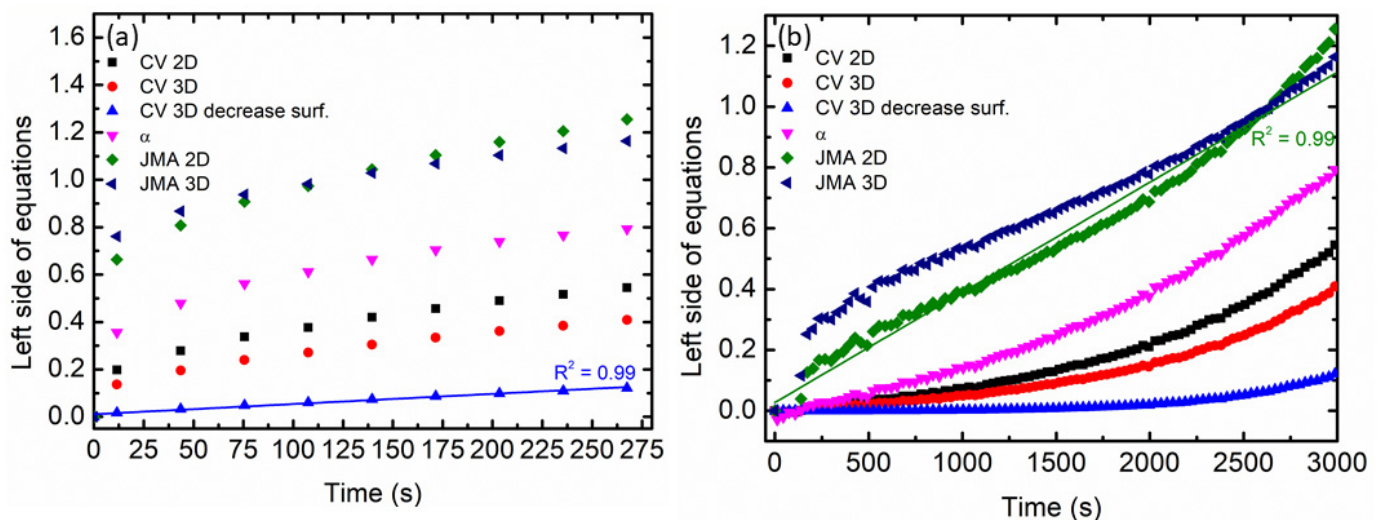 (a)
CV 2D
CV 3D
CV 3D decrease surf.
α
JMA 2D
JMA 3D
R² = 0.99
Left side of equations
1.6
1.4
1.2
1.0
0.8
0.6
0.4
0.2
0.0
0 25 50 75 100 125 150 175 200 225 250 275
Time (s)
(b)
CV 2D
CV 3D
CV 3D decrease surf.
α
JMA 2D
JMA 3D
R² = 0.99
Left side of equations
1.2
1.0
0.8
0.6
0.4
0.2
0.0
0 500 1000 1500 2000 2500 3000
Time (s)